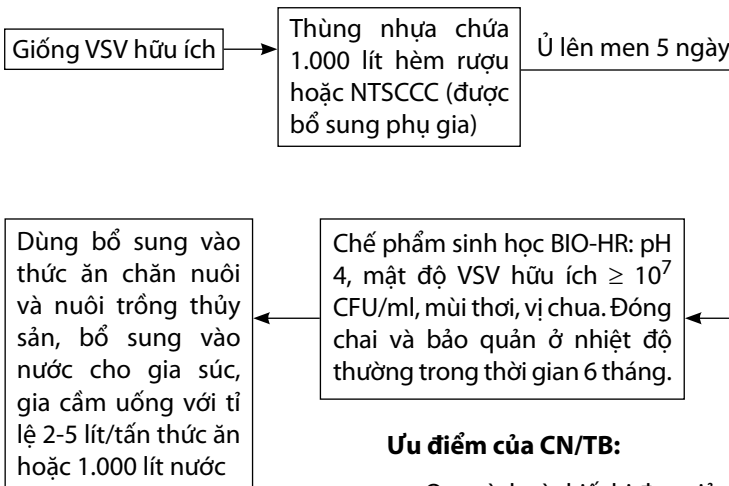 Giống VSV hữu ích
Thùng nhựa chứa
1.000 lít hèm rượu
hoặc NTSCCC (được
bổ sung phụ gia)
Ủ lên men 5 ngày
Dùng bổ sung vào
thức ăn chăn nuôi
và nuôi trồng thủy
sản, bổ sung vào
nước cho gia súc,
gia cầm uống với tỉ
lệ 2-5 lít/tấn thức ăn
hoặc 1.000 lít nước
Chế phẩm sinh học BIO-HR: pH
4, mật độ VSV hữu ích ≥ 10⁷
CFU/ml, mùi thơi, vị chua. Đóng
chai và bảo quản ở nhiệt độ
thường trong thời gian 6 tháng.
Ưu điểm của CN/TB: